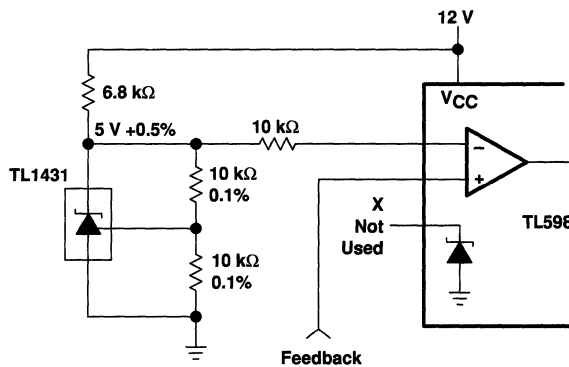 12 V
6.8 kΩ
VCC
5 V +0.5%
10 kΩ
−
TL1431
10 kΩ
0.1%
+
X
Not
Used
TL598
10 kΩ
0.1%
Feedback